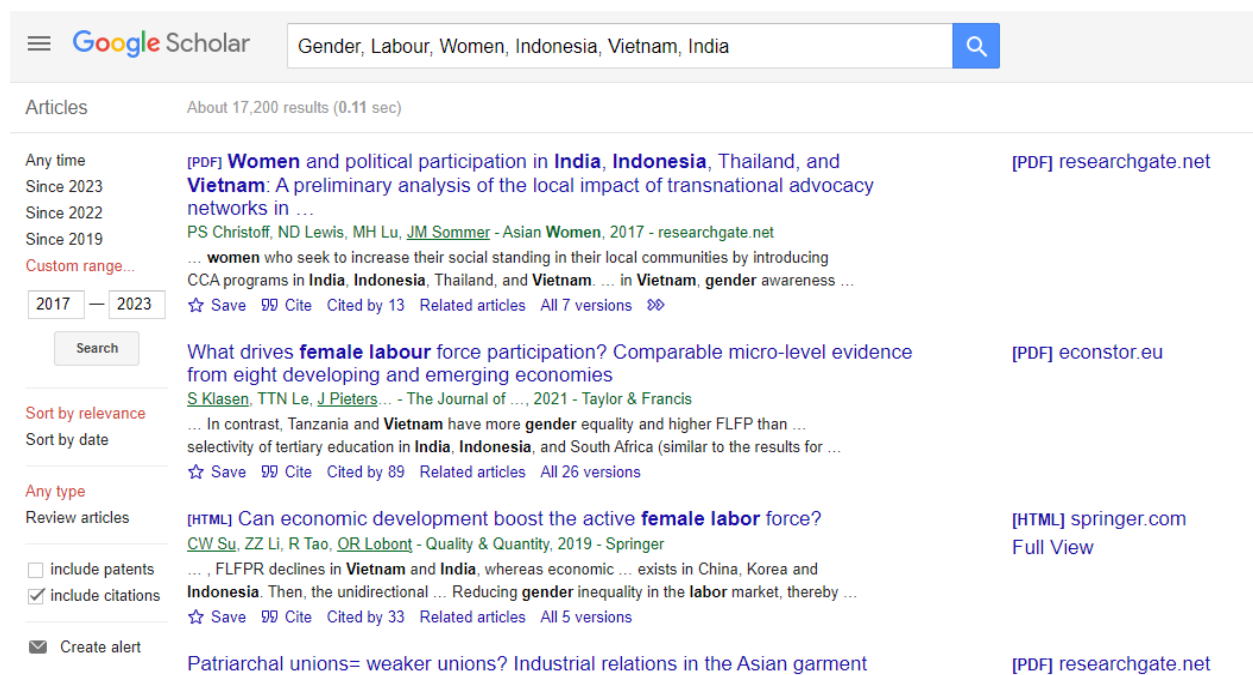 Google Scholar
Gender, Labour, Women, Indonesia, Vietnam, India
Articles
About 17,200 results (0.11 sec)
Any time
Since 2023
Since 2022
Since 2019
Custom range...
2017 — 2023
Search
Sort by relevance
Sort by date
Any type
Review articles
include patents
include citations
Create alert
[PDF] Women and political participation in India, Indonesia, Thailand, and
Vietnam: A preliminary analysis of the local impact of transnational advocacy
networks in …
PS Christoff, ND Lewis, MH Lu, JM Sommer - Asian Women, 2017 - researchgate.net
… women who seek to increase their social standing in their local communities by introducing
CCA programs in India, Indonesia, Thailand, and Vietnam. … in Vietnam, gender awareness …
Save Cite Cited by 13 Related articles All 7 versions
[PDF] researchgate.net
What drives female labour force participation? Comparable micro-level evidence
from eight developing and emerging economies
S Klasen, TTN Le, J Pieters… - The Journal of …, 2021 - Taylor & Francis
… In contrast, Tanzania and Vietnam have more gender equality and higher FLFP than …
selectivity of tertiary education in India, Indonesia, and South Africa (similar to the results for …
Save Cite Cited by 89 Related articles All 26 versions
[PDF] econstor.eu
[HTML] Can economic development boost the active female labor force?
CW Su, ZZ Li, R Tao, OR Lobonţ - Quality & Quantity, 2019 - Springer
… , FLFPR declines in Vietnam and India, whereas economic … exists in China, Korea and
Indonesia. Then, the unidirectional … Reducing gender inequality in the labor market, thereby …
Save Cite Cited by 33 Related articles All 5 versions
[HTML] springer.com
Full View
Patriarchal unions= weaker unions? Industrial relations in the Asian garment
[PDF] researchgate.net